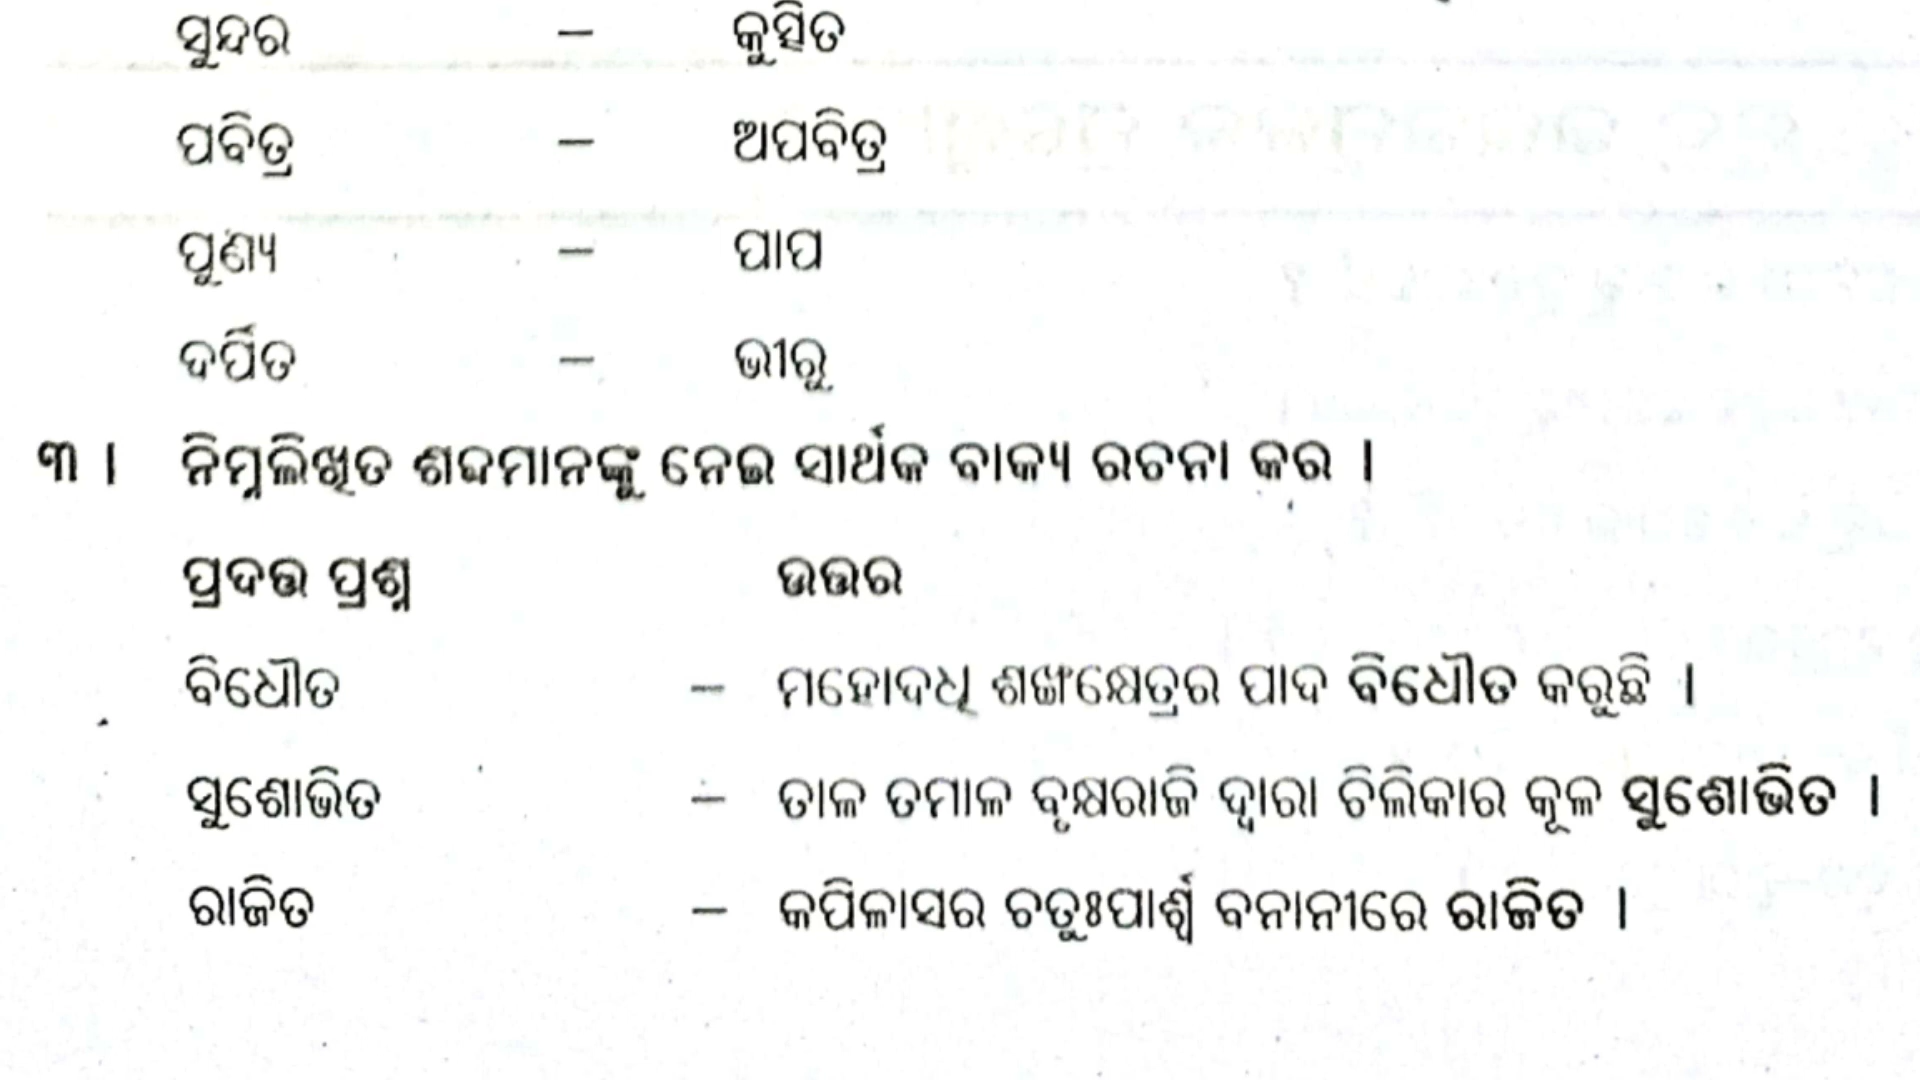 ସୁନ୍ଦର – କୁତ୍ସିତ
ପବିତ୍ର – ଅପବିତ୍ର
ପୁଣ୍ୟ – ପାପ
ଦର୍ପିତ – ଭୀରୁ
୩ । ନିମ୍ନଲିଖିତ ଶବ୍ଦମାନଙ୍କୁ ନେଇ ସାର୍ଥକ ବାକ୍ୟ ରଚନା କର ।
ପ୍ରଦତ୍ତ ପ୍ରଶ୍ନ ଉତ୍ତର
ବିଧୌତ – ମହୋଦଧି ଶଙ୍ଖକ୍ଷେତ୍ରର ପାଦ ବିଧୌତ କରୁଛି ।
ସୁଶୋଭିତ – ତାଳ ତମାଳ ବୃକ୍ଷରାଜି ଦ୍ୱାରା ଚିଲିକାର କୂଳ ସୁଶୋଭିତ ।
ରାଜିତ – କପିଳାସର ଚତୁଃପାର୍ଶ୍ୱ ବନାନୀରେ ରାଜିତ ।